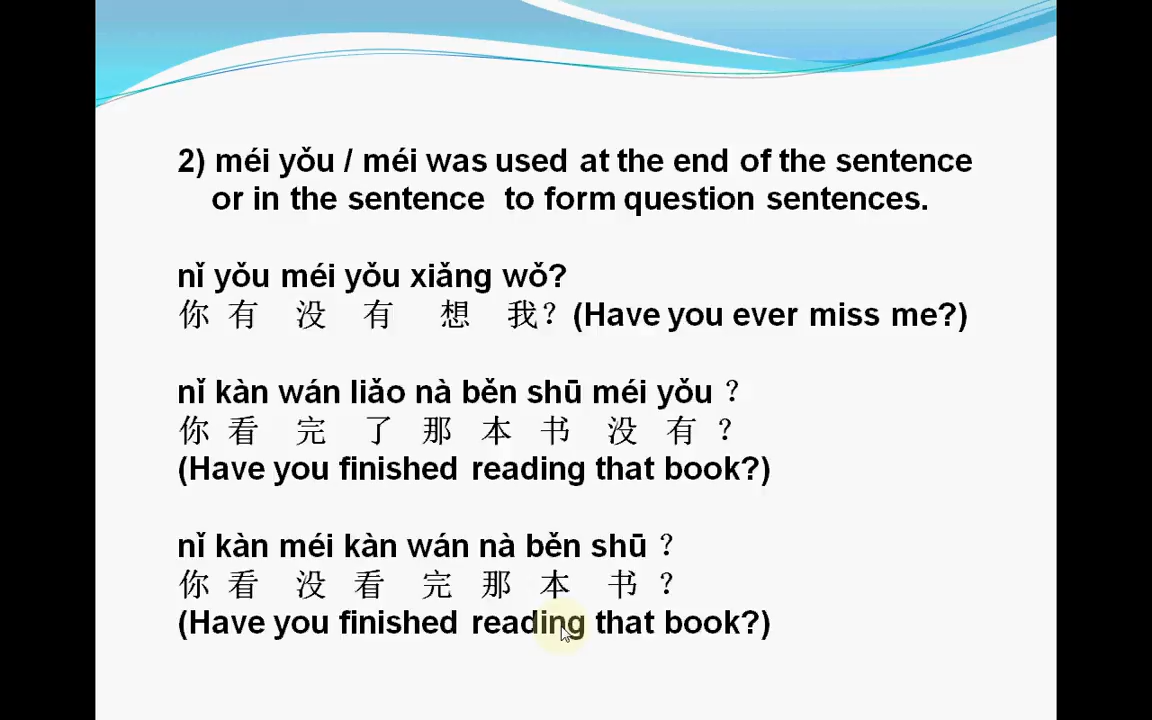 2) méi yǒu / méi was used at the end of the sentence
or in the sentence to form question sentences.
nǐ yǒu méi yǒu xiǎng wǒ?
你 有 没 有 想 我? (Have you ever miss me?)
nǐ kàn wán liǎo nà běn shū méi yǒu ?
你 看 完 了 那 本 书 没 有 ?
(Have you finished reading that book?)
nǐ kàn méi kàn wán nà běn shū ?
你 看 没 看 完 那 本 书 ?
(Have you finished reading that book?)